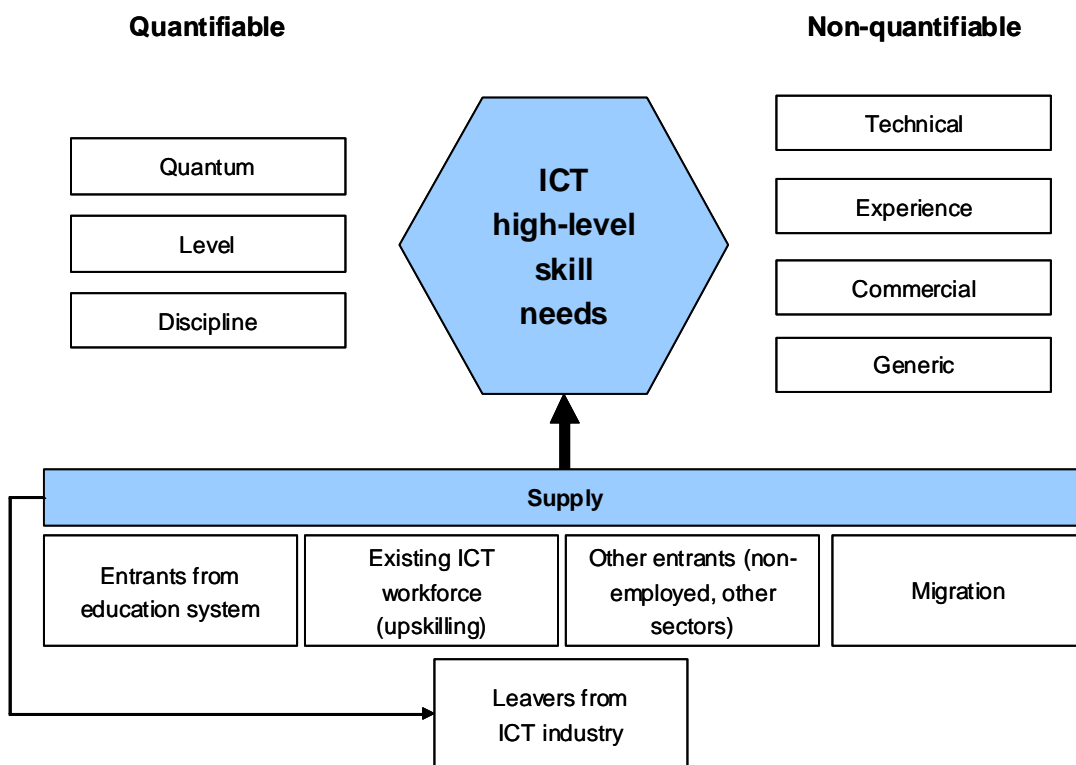 Quantifiable
Non-quantifiable
Quantum
Level
Discipline
ICT
high-level
skill
needs
Technical
Experience
Commercial
Generic
Supply
Entrants from
education system
Existing ICT
workforce
(upskilling)
Other entrants (non-
employed, other
sectors)
Migration
Leavers from
ICT industry